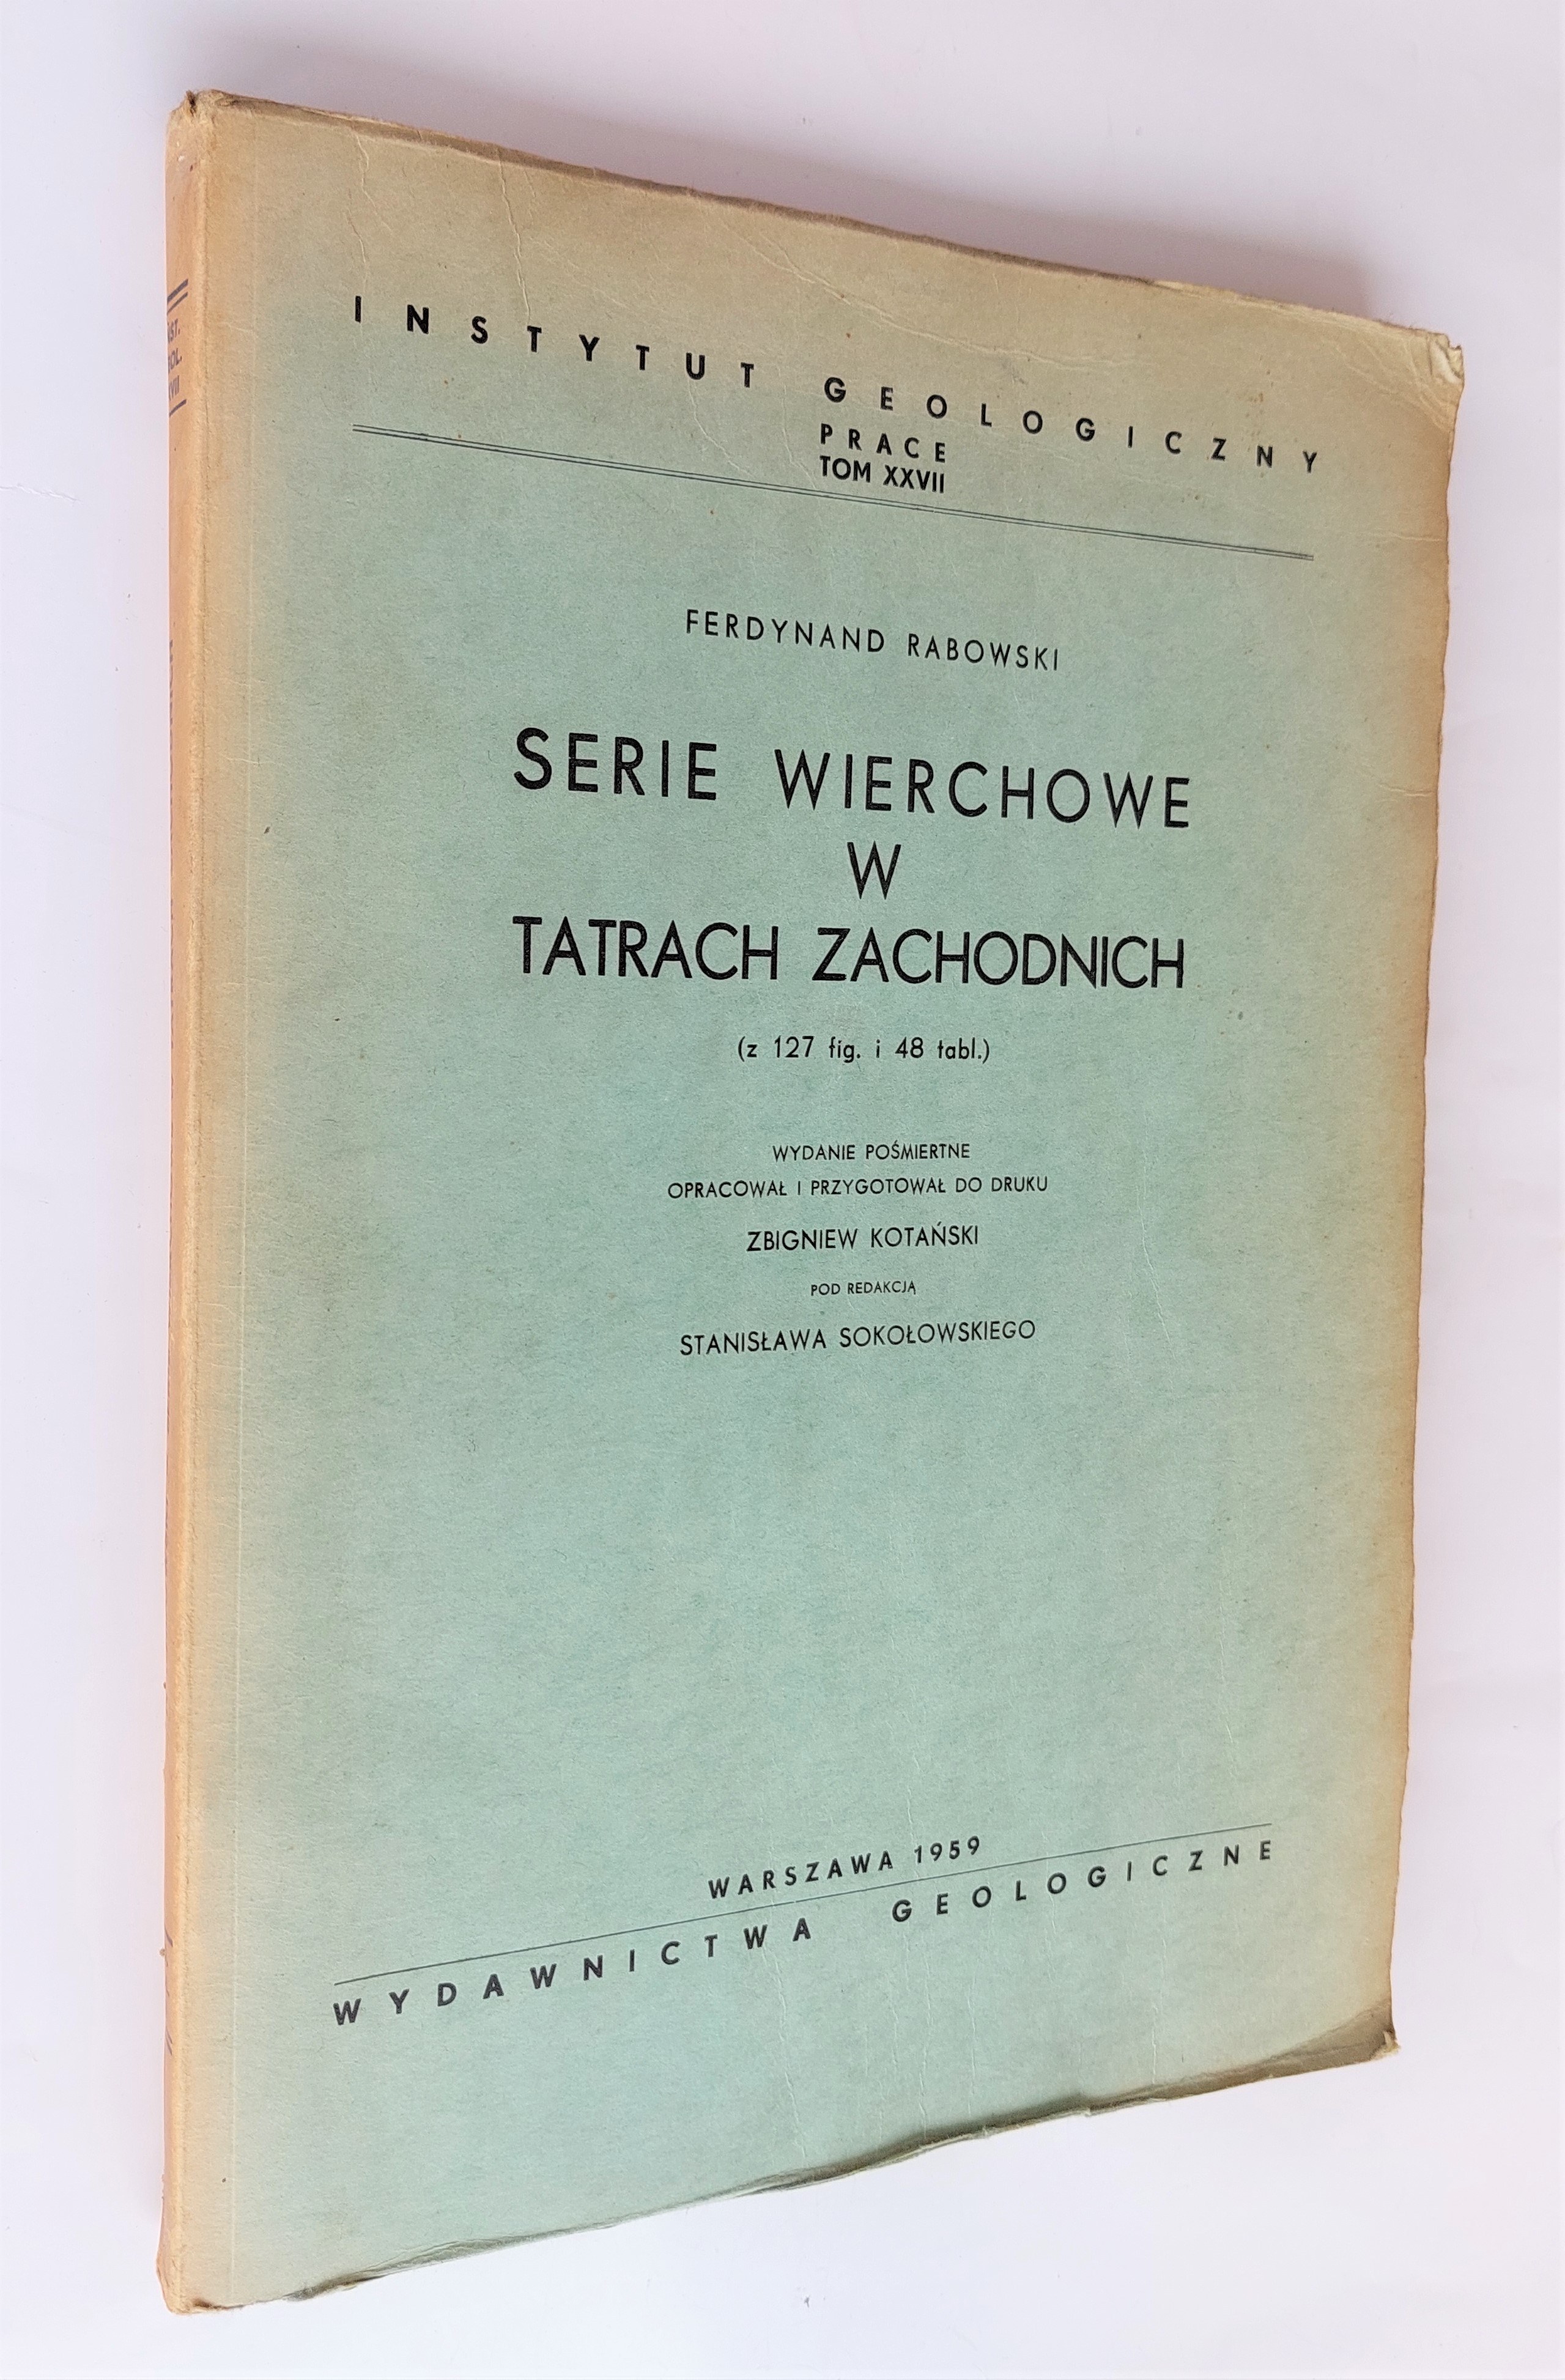 INSTYTUT GEOLOGICZNY
PRACE
TOM XXVII
FERDYNAND RABOWSKI
SERIE WIERCHOWE
W
TATRACH ZACHODNICH
(z 127 fig. i 48 tabl.)
WYDANIE POŚMIERTNE
OPRACOWAŁ I PRZYGOTOWAŁ DO DRUKU
ZBIGNIEW KOTAŃSKI
POD REDAKCJĄ
STANISŁAWA SOKOŁOWSKIEGO
WARSZAWA 1959
WYDAWNICTWA GEOLOGICZNE